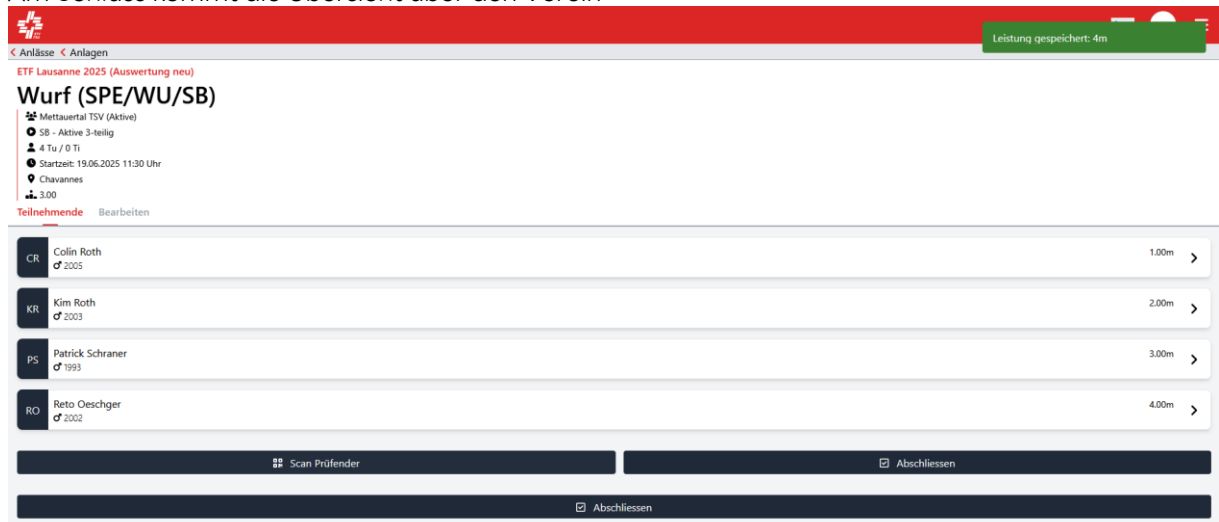 Am Schluss kommt die Übersicht über den Verein
Leistung gespeichert: 4m
Anlässe Anlagen
ETF Lausanne 2025 (Auswertung neu)
Wurf (SPE/WU/SB)
Mettauertal TSV (Aktive)
SB - Aktive 3-teilig
4 Tu / 0 Ti
Startzeit: 19.06.2025 11:30 Uhr
Chavannes
3.00
Teilnehmende Bearbeiten
CR Colin Roth 1.00m
♂ 2005
KR Kim Roth 2.00m
♂ 2003
PS Patrick Schraner 3.00m
♂ 1993
RO Reto Oeschger 4.00m
♂ 2002
Scan Prüfender Abschliessen
Abschliessen